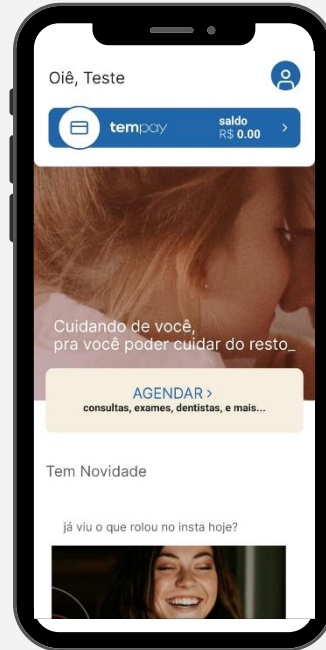 Oiê, Teste
tempay
saldo
R$ 0.00
Cuidando de você,
pra você poder cuidar do resto_
AGENDAR >
consultas, exames, dentistas, e mais...
Tem Novidade
já viu o que rolou no insta hoje?